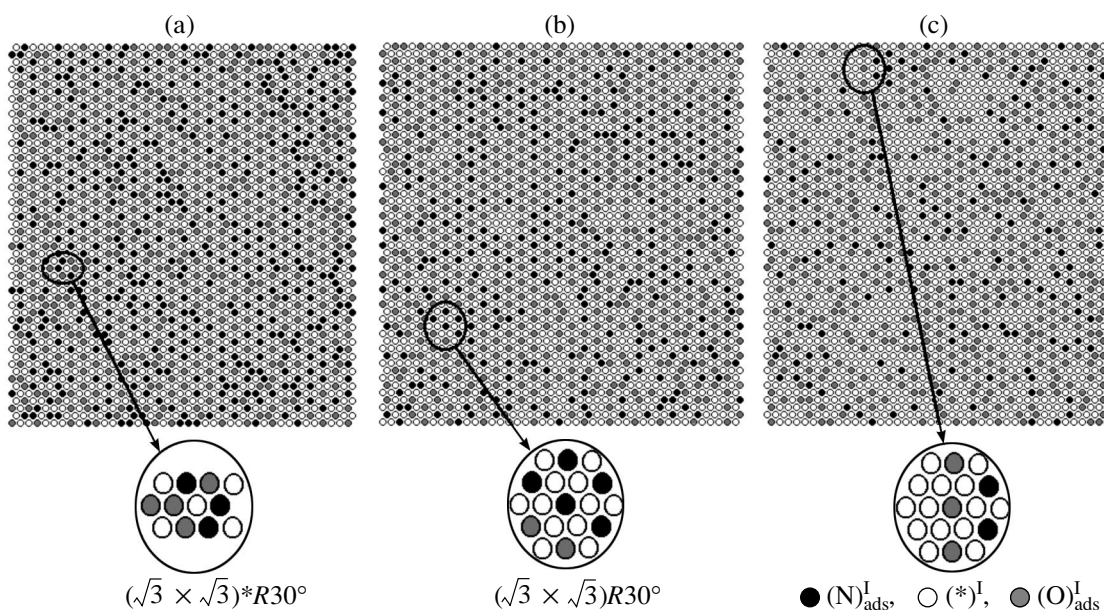 (a) (b) (c)
(√3 × √3)*R30° (√3 × √3)R30° (N)ᴵads, (*)ᴵ, (O)ᴵads